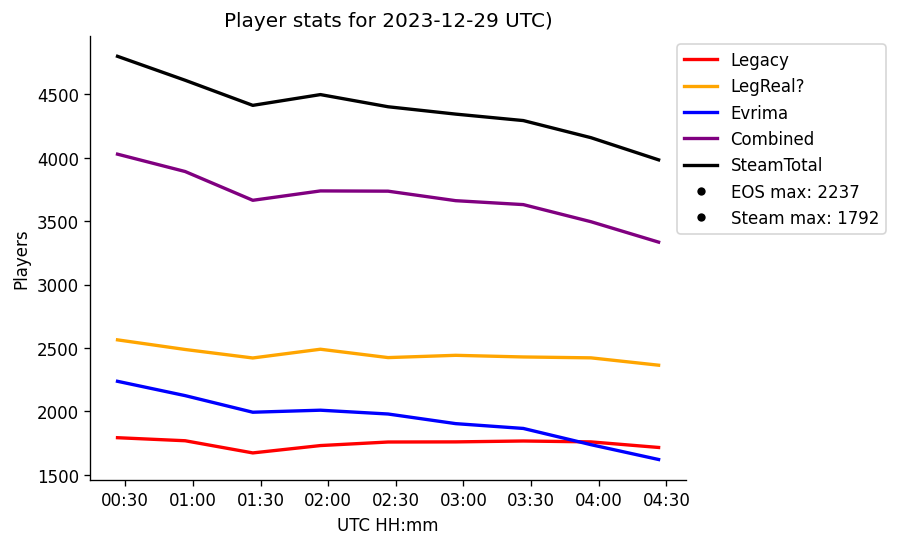 Player stats for 2023-12-29 UTC)
Legacy
LegReal?
Evrima
Combined
SteamTotal
EOS max: 2237
Steam max: 1792
Players
4500
4000
3500
3000
2500
2000
1500
00:30 01:00 01:30 02:00 02:30 03:00 03:30 04:00 04:30
UTC HH:mm